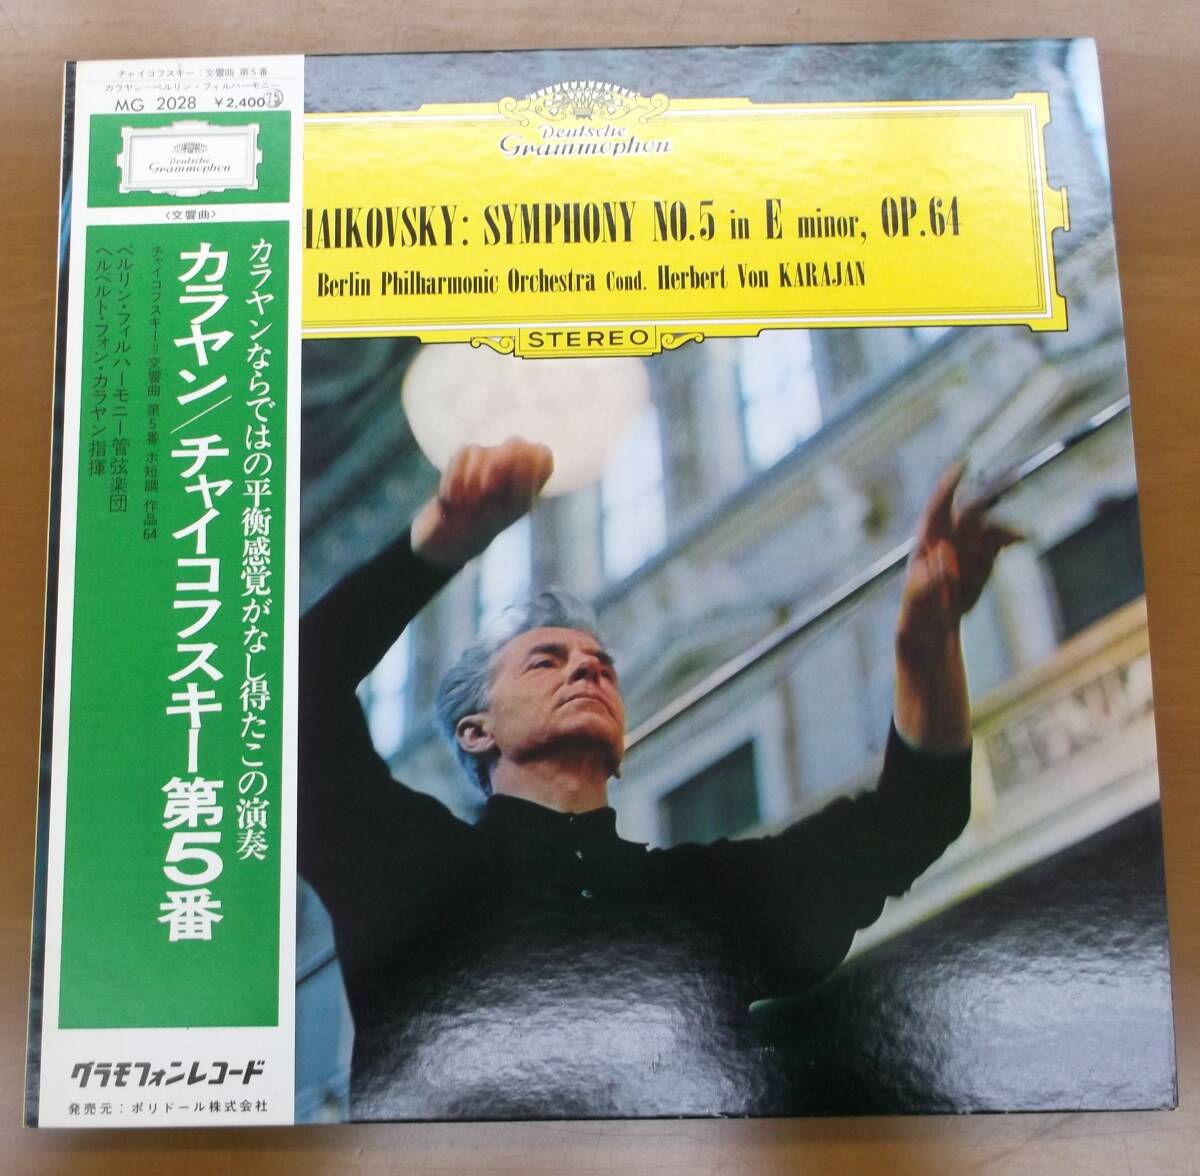 チャイコフスキー：交響曲 第5番
カラヤン－ベルリン・フィルハーモニー
MG 2028 ￥2,400 ㊄
Deutsche
Grammophon
〈交響曲〉
カラヤンならではの平衡感覚がなし得たこの演奏
カラヤン/チャイコフスキー 第5番
チャイコフスキー＝交響曲 第5番 ホ短調 作品64
ベルリン・フィルハーモニー管弦楽団
ヘルベルト・フォン・カラヤン指揮
グラモフォンレコード
発売元：ポリドール株式会社
Deutsche
Grammophon
HAIKOVSKY: SYMPHONY NO.5 in E minor, OP.64
Berlin Philharmonic Orchestra Cond. Herbert Von KARAJAN
STEREO